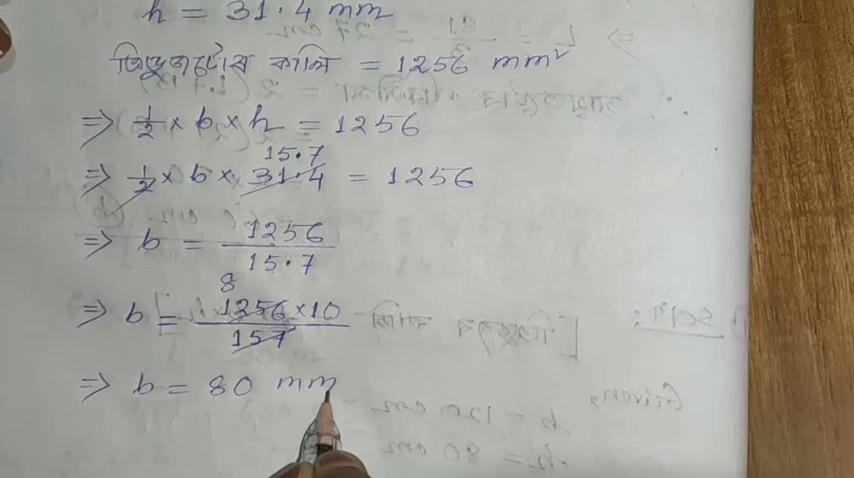 h = 31.4 mm
ত্ৰিভুজটোৰ কালি = 1256 mm²
⇒ 1/2 × b × h = 1256
15.7
⇒ 1/2 × b × 31.4 = 1256
⇒ b = 1256/15.7
8
⇒ b = 1256×10/157
⇒ b = 80 mm